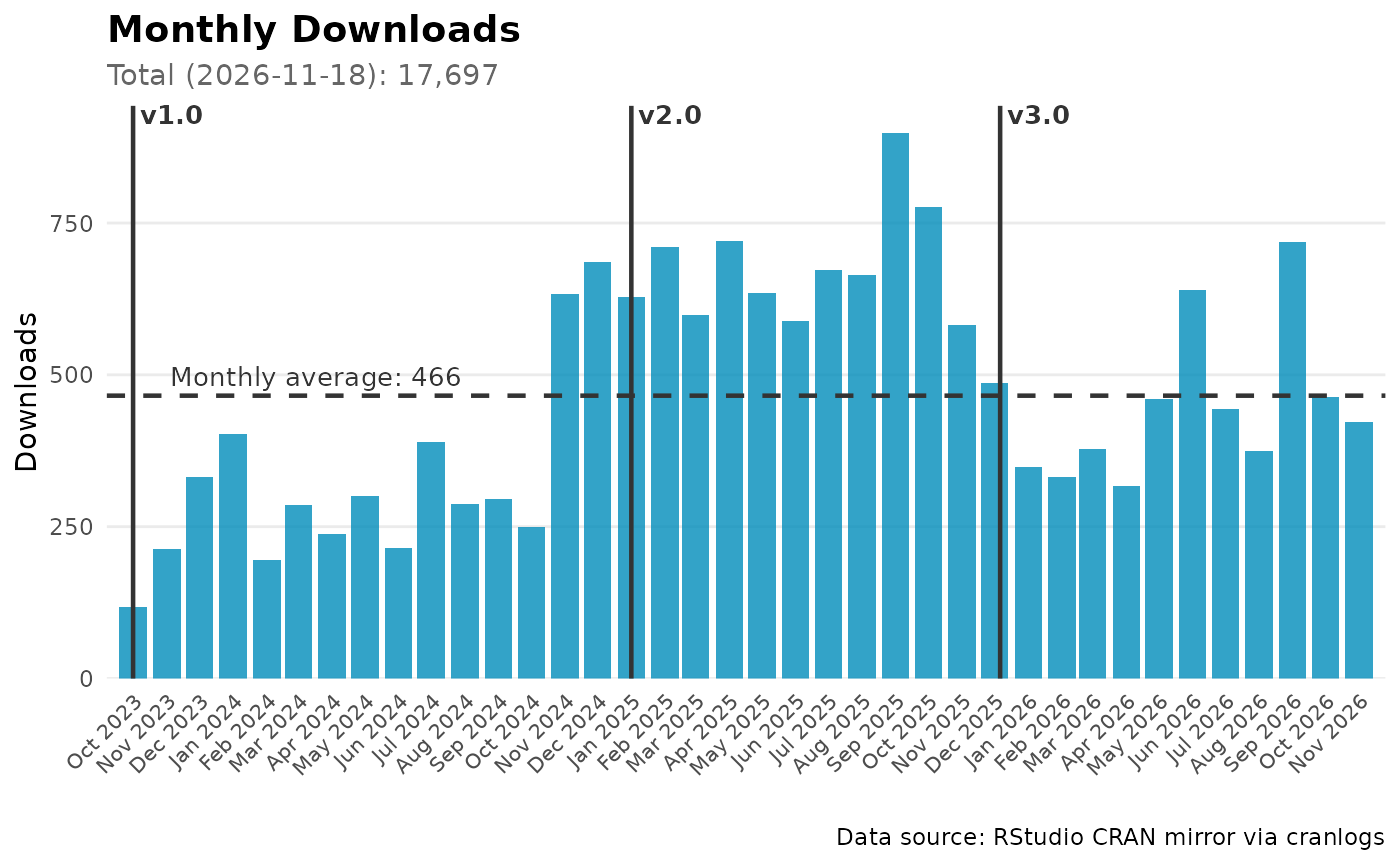 Monthly Downloads
Total (2026-11-18): 17,697
v1.0
v2.0
v3.0
Downloads
750
500
250
0
Monthly average: 466
Oct 2023
Nov 2023
Dec 2023
Jan 2024
Feb 2024
Mar 2024
Apr 2024
May 2024
Jun 2024
Jul 2024
Aug 2024
Sep 2024
Oct 2024
Nov 2024
Dec 2024
Jan 2025
Feb 2025
Mar 2025
Apr 2025
May 2025
Jun 2025
Jul 2025
Aug 2025
Sep 2025
Oct 2025
Nov 2025
Dec 2025
Jan 2026
Feb 2026
Mar 2026
Apr 2026
May 2026
Jun 2026
Jul 2026
Aug 2026
Sep 2026
Oct 2026
Nov 2026
Data source: RStudio CRAN mirror via cranlogs